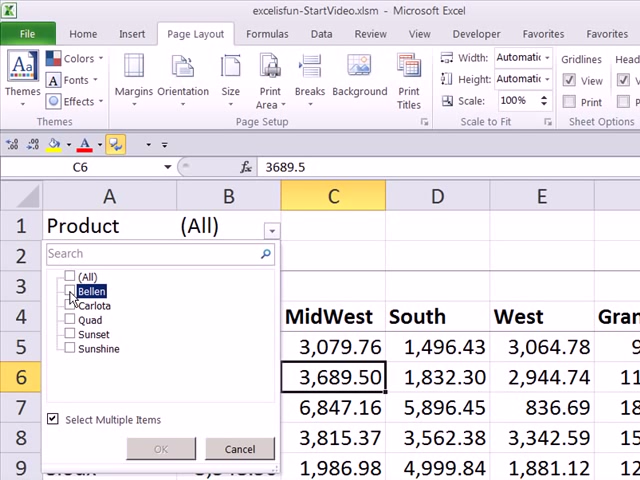 excelisfun-StartVideo.xlsm - Microsoft Excel
File Home Insert Page Layout Formulas Data Review View Developer Favorites Favorites
Themes Colors Fonts Effects Margins Orientation Size Print Area Breaks Background Print Titles Width: Automatic Height: Automatic Scale: 100% Gridlines View Print Head View Print
Themes Page Setup Scale to Fit Sheet Options
C6 fx 3689.5
A B C D E
1 Product (All)
2 Search
3 (All)
Bellen
4 Carlota MidWest South West Gran
Quad
5 Sunset 3,079.76 1,496.43 3,064.78 9
Sunshine
6 3,689.50 1,832.30 2,944.74 11
7 6,847.16 5,896.45 836.69 18
Select Multiple Items
8 OK Cancel 3,815.37 3,562.38 3,342.59 15
9 1,986.98 4,999.84 1,881.12